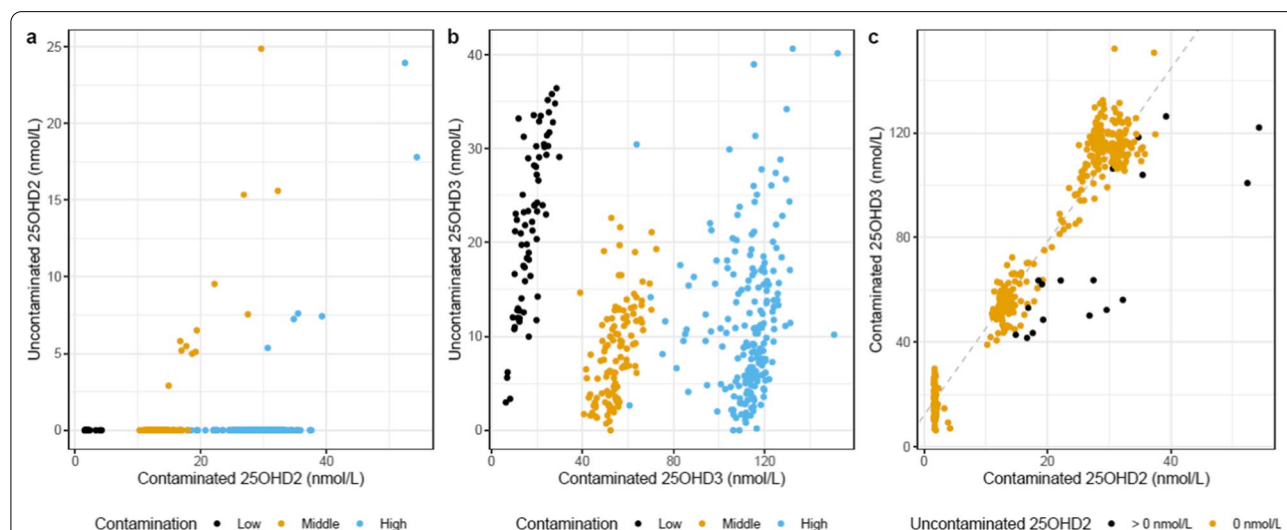 a
Uncontaminated 25OHD2 (nmol/L)
25
20
15
10
5
0
0
20
40
Contaminated 25OHD2 (nmol/L)
Contamination
Low
Middle
High
b
Uncontaminated 25OHD3 (nmol/L)
40
30
20
10
0
0
40
80
120
Contaminated 25OHD3 (nmol/L)
Contamination
Low
Middle
High
c
Contaminated 25OHD3 (nmol/L)
120
80
40
0
0
20
40
Contaminated 25OHD2 (nmol/L)
Uncontaminated 25OHD2
> 0 nmol/L
0 nmol/L